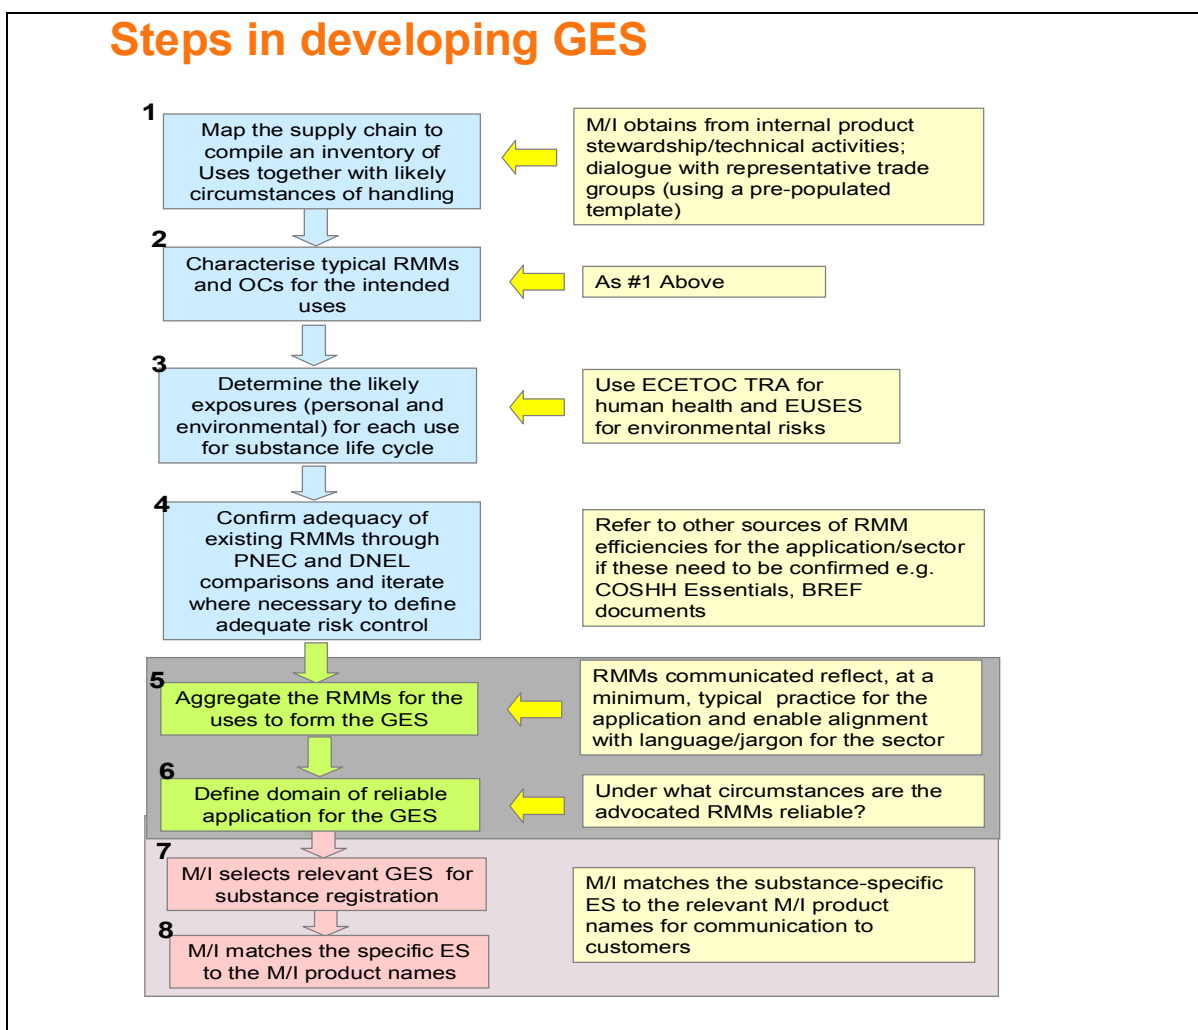 Steps in developing GES
1
Map the supply chain to
compile an inventory of
Uses together with likely
circumstances of handling
M/I obtains from internal product
stewardship/technical activities;
dialogue with representative trade
groups (using a pre-populated
template)
2
Characterise typical RMMs
and OCs for the intended
uses
As #1 Above
3
Determine the likely
exposures (personal and
environmental) for each use
for substance life cycle
Use ECETOC TRA for
human health and EUSES
for environmental risks
4
Confirm adequacy of
existing RMMs through
PNEC and DNEL
comparisons and iterate
where necessary to define
adequate risk control
Refer to other sources of RMM
efficiencies for the application/sector
if these need to be confirmed e.g.
COSHH Essentials, BREF
documents
5
Aggregate the RMMs for the
uses to form the GES
RMMs communicated reflect, at a
minimum, typical  practice for the
application and enable alignment
with language/jargon for the sector
6
Define domain of reliable
application for the GES
Under what circumstances are the
advocated RMMs reliable?
7
M/I selects relevant GES  for
substance registration
8
M/I matches the specific ES
to the M/I product names
M/I matches the substance-specific
ES to the relevant M/I product
names for communication to
customers